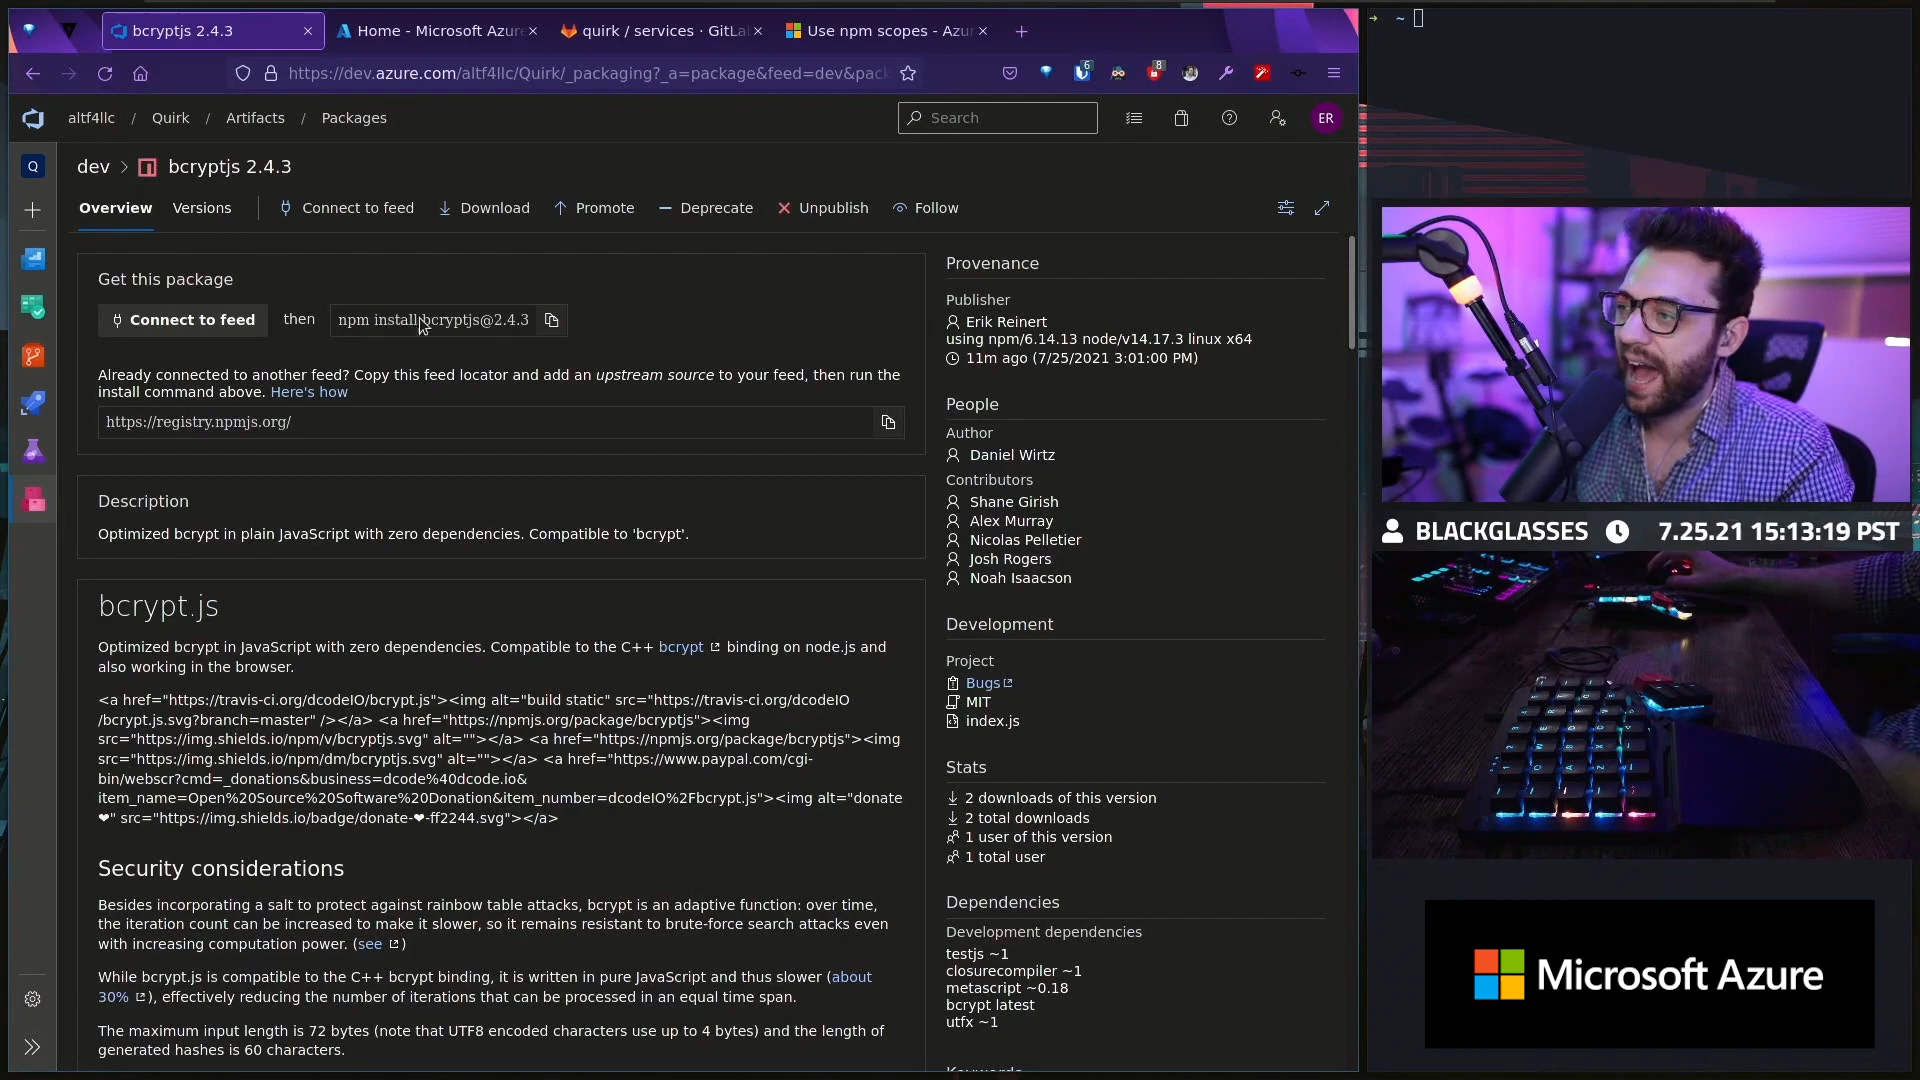 bcryptjs 2.4.3
Home - Microsoft Azur
quirk / services · GitLa
Use npm scopes - Azur
https://dev.azure.com/altf4llc/Quirk/_packaging?_a=package&feed=dev&pack
6
8
altf4llc / Quirk / Artifacts / Packages
Search
ER
Q
dev > bcryptjs 2.4.3
Overview
Versions
Connect to feed
Download
Promote
Deprecate
Unpublish
Follow
Get this package
Connect to feed
then
npm install bcryptjs@2.4.3
Already connected to another feed? Copy this feed locator and add an upstream source to your feed, then run the
install command above. Here's how
https://registry.npmjs.org/
Description
Optimized bcrypt in plain JavaScript with zero dependencies. Compatible to 'bcrypt'.
bcrypt.js
Optimized bcrypt in JavaScript with zero dependencies. Compatible to the C++ bcrypt binding on node.js and
also working in the browser.
<a href="https://travis-ci.org/dcodeIO/bcrypt.js"><img alt="build static" src="https://travis-ci.org/dcodeIO
/bcrypt.js.svg?branch=master" /></a> <a href="https://npmjs.org/package/bcryptjs"><img
src="https://img.shields.io/npm/v/bcryptjs.svg" alt=""></a> <a href="https://npmjs.org/package/bcryptjs"><img
src="https://img.shields.io/npm/dm/bcryptjs.svg" alt=""></a> <a href="https://www.paypal.com/cgi-
bin/webscr?cmd=_donations&business=dcode%40dcode.io&
item_name=Open%20Source%20Software%20Donation&item_number=dcodeIO%2Fbcrypt.js"><img alt="donate
❤" src="https://img.shields.io/badge/donate-❤-ff2244.svg"></a>
Security considerations
Besides incorporating a salt to protect against rainbow table attacks, bcrypt is an adaptive function: over time,
the iteration count can be increased to make it slower, so it remains resistant to brute-force search attacks even
with increasing computation power. (see)
While bcrypt.js is compatible to the C++ bcrypt binding, it is written in pure JavaScript and thus slower (about
30%), effectively reducing the number of iterations that can be processed in an equal time span.
The maximum input length is 72 bytes (note that UTF8 encoded characters use up to 4 bytes) and the length of
generated hashes is 60 characters.
Provenance
Publisher
Erik Reinert
using npm/6.14.13 node/v14.17.3 linux x64
11m ago (7/25/2021 3:01:00 PM)
People
Author
Daniel Wirtz
Contributors
Shane Girish
Alex Murray
Nicolas Pelletier
Josh Rogers
Noah Isaacson
Development
Project
Bugs
MIT
index.js
Stats
2 downloads of this version
2 total downloads
1 user of this version
1 total user
Dependencies
Development dependencies
testjs ~1
closurecompiler ~1
metascript ~0.18
bcrypt latest
utfx ~1
Keywords
→ ~
BLACKGLASSES
7.25.21 15:13:19 PST
Microsoft Azure